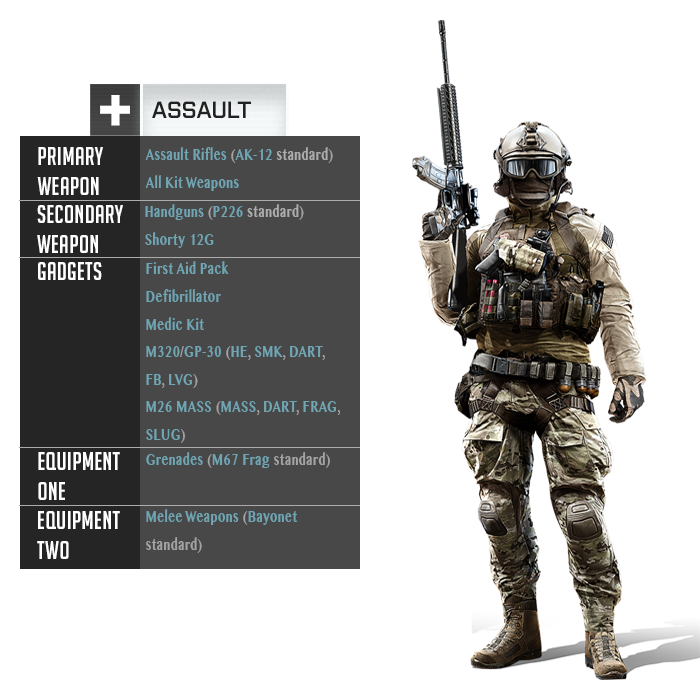 ASSAULT
PRIMARY
WEAPON
Assault Rifles (AK-12 standard)
All Kit Weapons
SECONDARY
WEAPON
Handguns (P226 standard)
Shorty 12G
GADGETS
First Aid Pack
Defibrillator
Medic Kit
M320/GP-30 (HE, SMK, DART,
FB, LVG)
M26 MASS (MASS, DART, FRAG,
SLUG)
EQUIPMENT
ONE
Grenades (M67 Frag standard)
EQUIPMENT
TWO
Melee Weapons (Bayonet
standard)